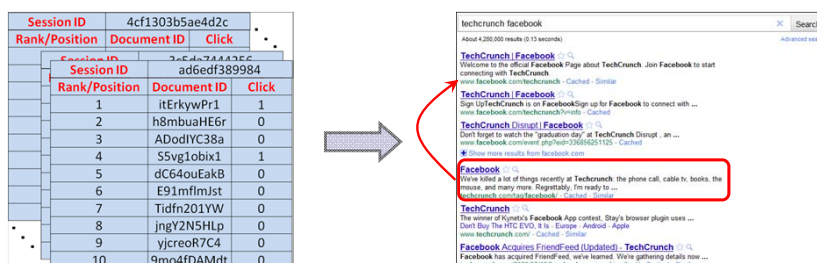 Session ID 4cf1303b5ae4d2c
Rank/Position Document ID Click
Session ID
Session ID ad6edf389984
Rank/Position Document ID Click
1 itErkywPr1 1
2 h8mbuaHE6r 0
3 ADodIYC38a 0
4 S5vg1obix1 1
5 dC64ouEakB 0
6 E91mflmJst 0
7 Tidfn201YW 0
8 jngY2N5HLp 0
9 yjcreoR7C4 0
10 9mo4fDAMdt 0
techcrunch facebook × Search
About 4,280,000 results (0.13 seconds) Advanced sea
TechCrunch | Facebook
Welcome to the official Facebook Page about TechCrunch. Join Facebook to start
connecting with TechCrunch.
www.facebook.com/techcrunch - Cached - Similar
TechCrunch | Facebook
Sign UpTechCrunch is on FacebookSign up for Facebook to connect with ...
www.facebook.com/techcrunch?v=info - Cached
TechCrunch Disrupt | Facebook
Don't forget to watch the "graduation day" at TechCrunch Disrupt , an ...
www.facebook.com/event.php?eid=336856251125 - Cached
Show more results from facebook.com
Facebook
We've killed a lot of things recently at Techcrunch: the phone call, cable tv, books, the
mouse, and many more. Regrettably, I'm ready to ...
techcrunch.com/tag/facebook/ - Cached - Similar
TechCrunch
The winner of Kynetx's Facebook App contest, Stay's browser plugin uses ...
Don't Buy The HTC EVO, It Is - Europe - Android - Apple
www.techcrunch.com/ - Cached - Similar
Facebook Acquires FriendFeed (Updated) - TechCrunch
Facebook has acquired FriendFeed, we've learned. We're gathering details now ...